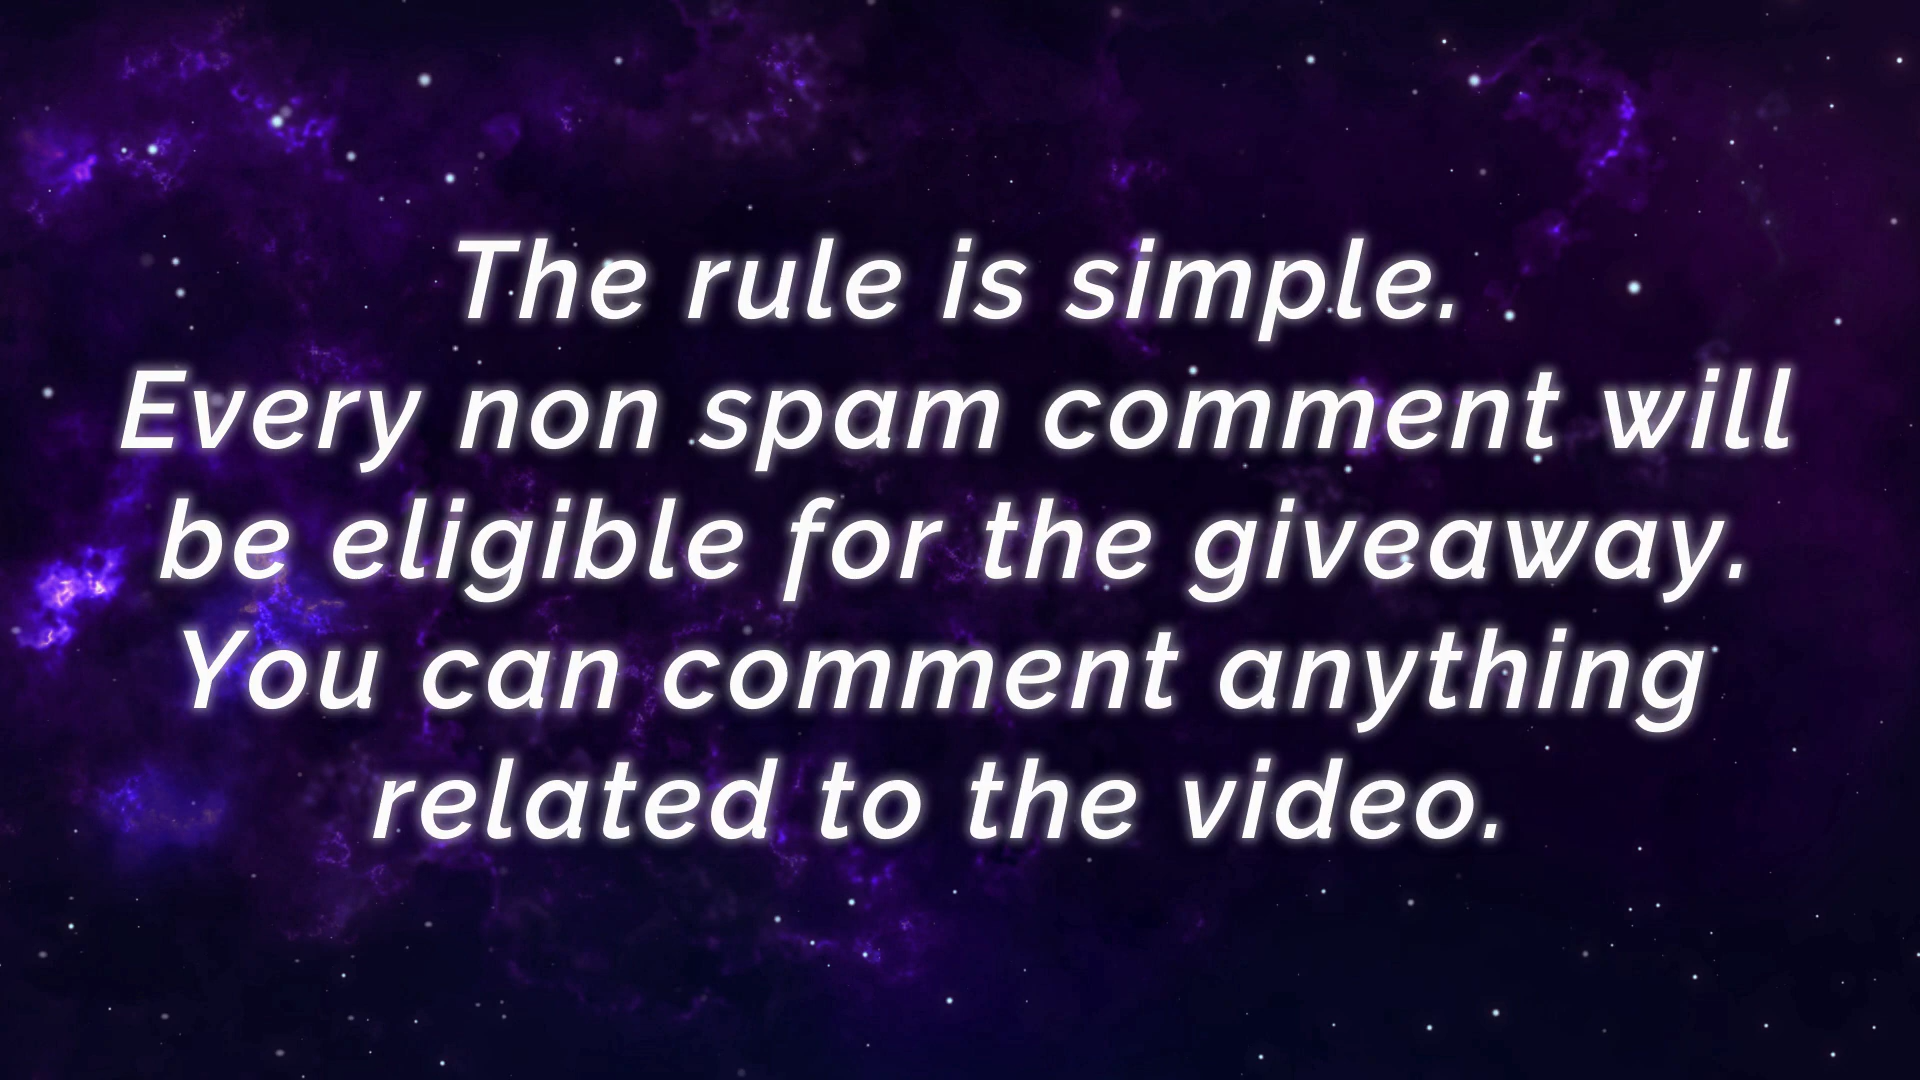 The rule is simple.
Every non spam comment will
be eligible for the giveaway.
You can comment anything
related to the video.